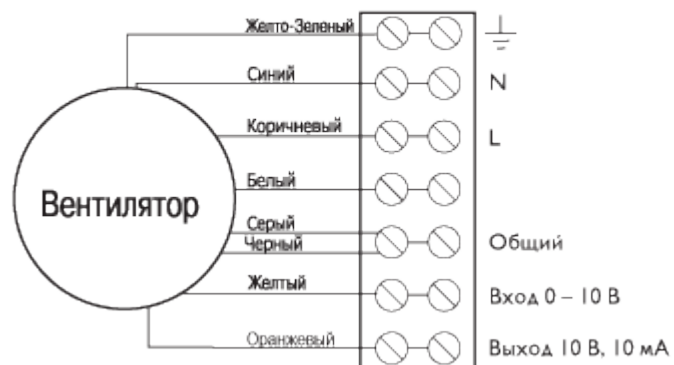 Желто-Зеленый
Синий
N
Коричневый
L
Белый
Вентилятор
Серый
Черный
Общий
Желтый
Вход 0 – 10 В
Оранжевый
Выход 10 В, 10 мА